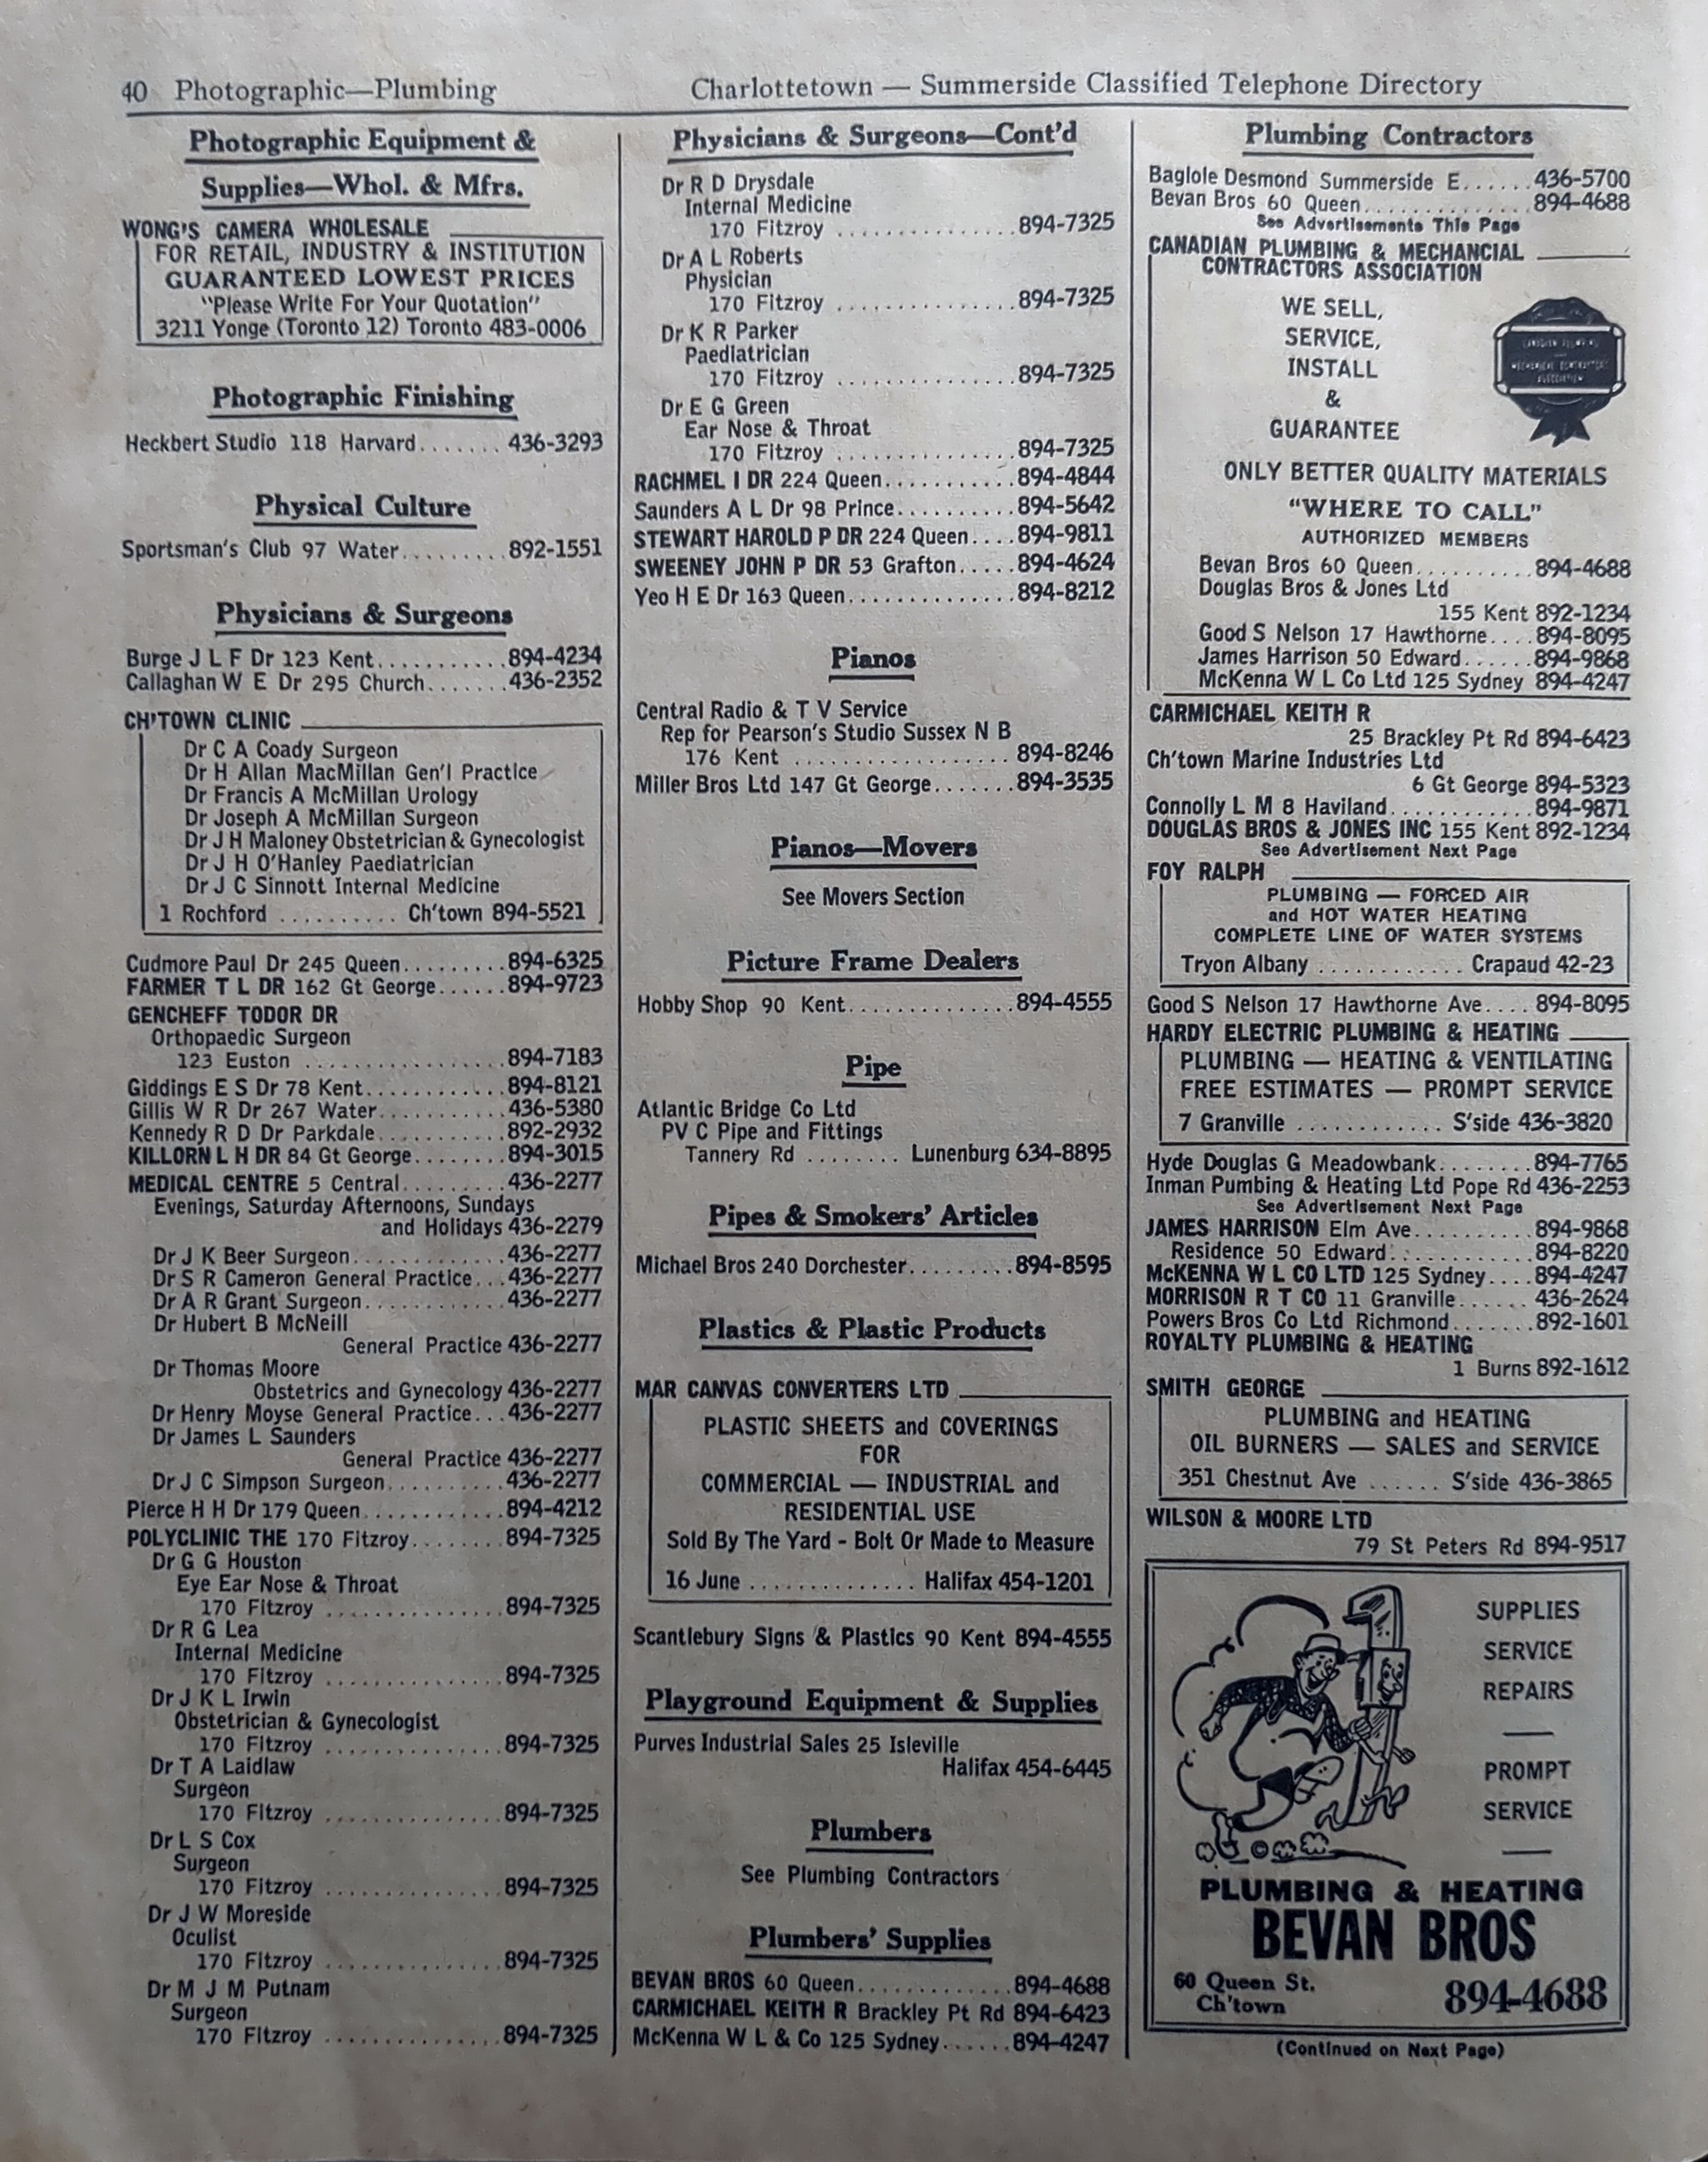 40 Photographic—Plumbing
Charlottetown — Summerside Classified Telephone Directory
Photographic Equipment &
Supplies—Whol. & Mfrs.
WONG'S CAMERA WHOLESALE
FOR RETAIL, INDUSTRY & INSTITUTION
GUARANTEED LOWEST PRICES
"Please Write For Your Quotation"
3211 Yonge (Toronto 12) Toronto 483-0006
Photographic Finishing
Heckbert Studio 118 Harvard.......436-3293
Physical Culture
Sportsman's Club 97 Water.........892-1551
Physicians & Surgeons
Burge J L F Dr 123 Kent...........894-4234
Callaghan W E Dr 295 Church.......436-2352
CH'TOWN CLINIC
Dr C A Coady Surgeon
Dr H Allan MacMillan Gen'l Practice
Dr Francis A McMillan Urology
Dr Joseph A McMillan Surgeon
Dr J H Maloney Obstetrician & Gynecologist
Dr J H O'Hanley Paediatrician
Dr J C Sinnott Internal Medicine
1 Rochford .......... Ch'town 894-5521
Cudmore Paul Dr 245 Queen.........894-6325
FARMER T L DR 162 Gt George......894-9723
GENCHEFF TODOR DR
Orthopaedic Surgeon
123 Euston .................894-7183
Giddings E S Dr 78 Kent............894-8121
Gillis W R Dr 267 Water...........436-5380
Kennedy R D Dr Parkdale...........892-2932
KILLORN L H DR 84 Gt George........894-3015
MEDICAL CENTRE 5 Central.........436-2277
Evenings, Saturday Afternoons, Sundays
and Holidays 436-2279
Dr J K Beer Surgeon.............436-2277
Dr S R Cameron General Practice...436-2277
Dr A R Grant Surgeon............436-2277
Dr Hubert B McNeill
General Practice 436-2277
Dr Thomas Moore
Obstetrics and Gynecology 436-2277
Dr Henry Moyse General Practice...436-2277
Dr James L Saunders
General Practice 436-2277
Dr J C Simpson Surgeon..........436-2277
Pierce H H Dr 179 Queen............894-4212
POLYCLINIC THE 170 Fitzroy........894-7325
Dr G G Houston
Eye Ear Nose & Throat
170 Fitzroy ...............894-7325
Dr R G Lea
Internal Medicine
170 Fitzroy ...............894-7325
Dr J K L Irwin
Obstetrician & Gynecologist
170 Fitzroy ...............894-7325
Dr T A Laidlaw
Surgeon
170 Fitzroy ...............894-7325
Dr L S Cox
Surgeon
170 Fitzroy ...............894-7325
Dr J W Moreside
Oculist
170 Fitzroy ...............894-7325
Dr M J M Putnam
Surgeon
170 Fitzroy ...............894-7325
Physicians & Surgeons—Cont'd
Dr R D Drysdale
Internal Medicine
170 Fitzroy ...............894-7325
Dr A L Roberts
Physician
170 Fitzroy ...............894-7325
Dr K R Parker
Paediatrician
170 Fitzroy ...............894-7325
Dr E G Green
Ear Nose & Throat
170 Fitzroy ...............894-7325
RACHMEL I DR 224 Queen...........894-4844
Saunders A L Dr 98 Prince..........894-5642
STEWART HAROLD P DR 224 Queen....894-9811
SWEENEY JOHN P DR 53 Grafton.....894-4624
Yeo H E Dr 163 Queen..............894-8212
Pianos
Central Radio & T V Service
Rep for Pearson's Studio Sussex N B
176 Kent ..................894-8246
Miller Bros Ltd 147 Gt George.......894-3535
Pianos—Movers
See Movers Section
Picture Frame Dealers
Hobby Shop 90 Kent..............894-4555
Pipe
Atlantic Bridge Co Ltd
PV C Pipe and Fittings
Tannery Rd ........ Lunenburg 634-8895
Pipes & Smokers' Articles
Michael Bros 240 Dorchester.........894-8595
Plastics & Plastic Products
MAR CANVAS CONVERTERS LTD
PLASTIC SHEETS and COVERINGS
FOR
COMMERCIAL — INDUSTRIAL and
RESIDENTIAL USE
Sold By The Yard - Bolt Or Made to Measure
16 June .............. Halifax 454-1201
Scantlebury Signs & Plastics 90 Kent 894-4555
Playground Equipment & Supplies
Purves Industrial Sales 25 Isleville
Halifax 454-6445
Plumbers
See Plumbing Contractors
Plumbers' Supplies
BEVAN BROS 60 Queen.............894-4688
CARMICHAEL KEITH R Brackley Pt Rd 894-6423
McKenna W L & Co 125 Sydney......894-4247
Plumbing Contractors
Baglole Desmond Summerside E......436-5700
Bevan Bros 60 Queen..............894-4688
See Advertisements This Page
CANADIAN PLUMBING & MECHANCIAL
CONTRACTORS ASSOCIATION
WE SELL,
SERVICE,
INSTALL
&
GUARANTEE
CANADIAN PLUMBING
MECHANICAL CONTRACTORS'
ASSOCIATION
ONLY BETTER QUALITY MATERIALS
"WHERE TO CALL"
AUTHORIZED MEMBERS
Bevan Bros 60 Queen..........894-4688
Douglas Bros & Jones Ltd
155 Kent 892-1234
Good S Nelson 17 Hawthorne....894-8095
James Harrison 50 Edward......894-9868
McKenna W L Co Ltd 125 Sydney 894-4247
CARMICHAEL KEITH R
25 Brackley Pt Rd 894-6423
Ch'town Marine Industries Ltd
6 Gt George 894-5323
Connolly L M 8 Haviland............894-9871
DOUGLAS BROS & JONES INC 155 Kent 892-1234
See Advertisement Next Page
FOY RALPH
PLUMBING — FORCED AIR
and HOT WATER HEATING
COMPLETE LINE OF WATER SYSTEMS
Tryon Albany ............ Crapaud 42-23
Good S Nelson 17 Hawthorne Ave.... 894-8095
HARDY ELECTRIC PLUMBING & HEATING
PLUMBING — HEATING & VENTILATING
FREE ESTIMATES — PROMPT SERVICE
7 Granville ............ S'side 436-3820
Hyde Douglas G Meadowbank........894-7765
Inman Pumbing & Heating Ltd Pope Rd 436-2253
See Advertisement Next Page
JAMES HARRISON Elm Ave..........894-9868
Residence 50 Edward.............894-8220
McKENNA W L CO LTD 125 Sydney....894-4247
MORRISON R T CO 11 Granville...... 436-2624
Powers Bros Co Ltd Richmond.......892-1601
ROYALTY PLUMBING & HEATING
1 Burns 892-1612
SMITH GEORGE
PLUMBING and HEATING
OIL BURNERS — SALES and SERVICE
351 Chestnut Ave ...... S'side 436-3865
WILSON & MOORE LTD
79 St Peters Rd 894-9517
SUPPLIES
SERVICE
REPAIRS
—
PROMPT
SERVICE
—
PLUMBING & HEATING
BEVAN BROS
60 Queen St.
Ch'town
894-4688
(Continued on Next Page)